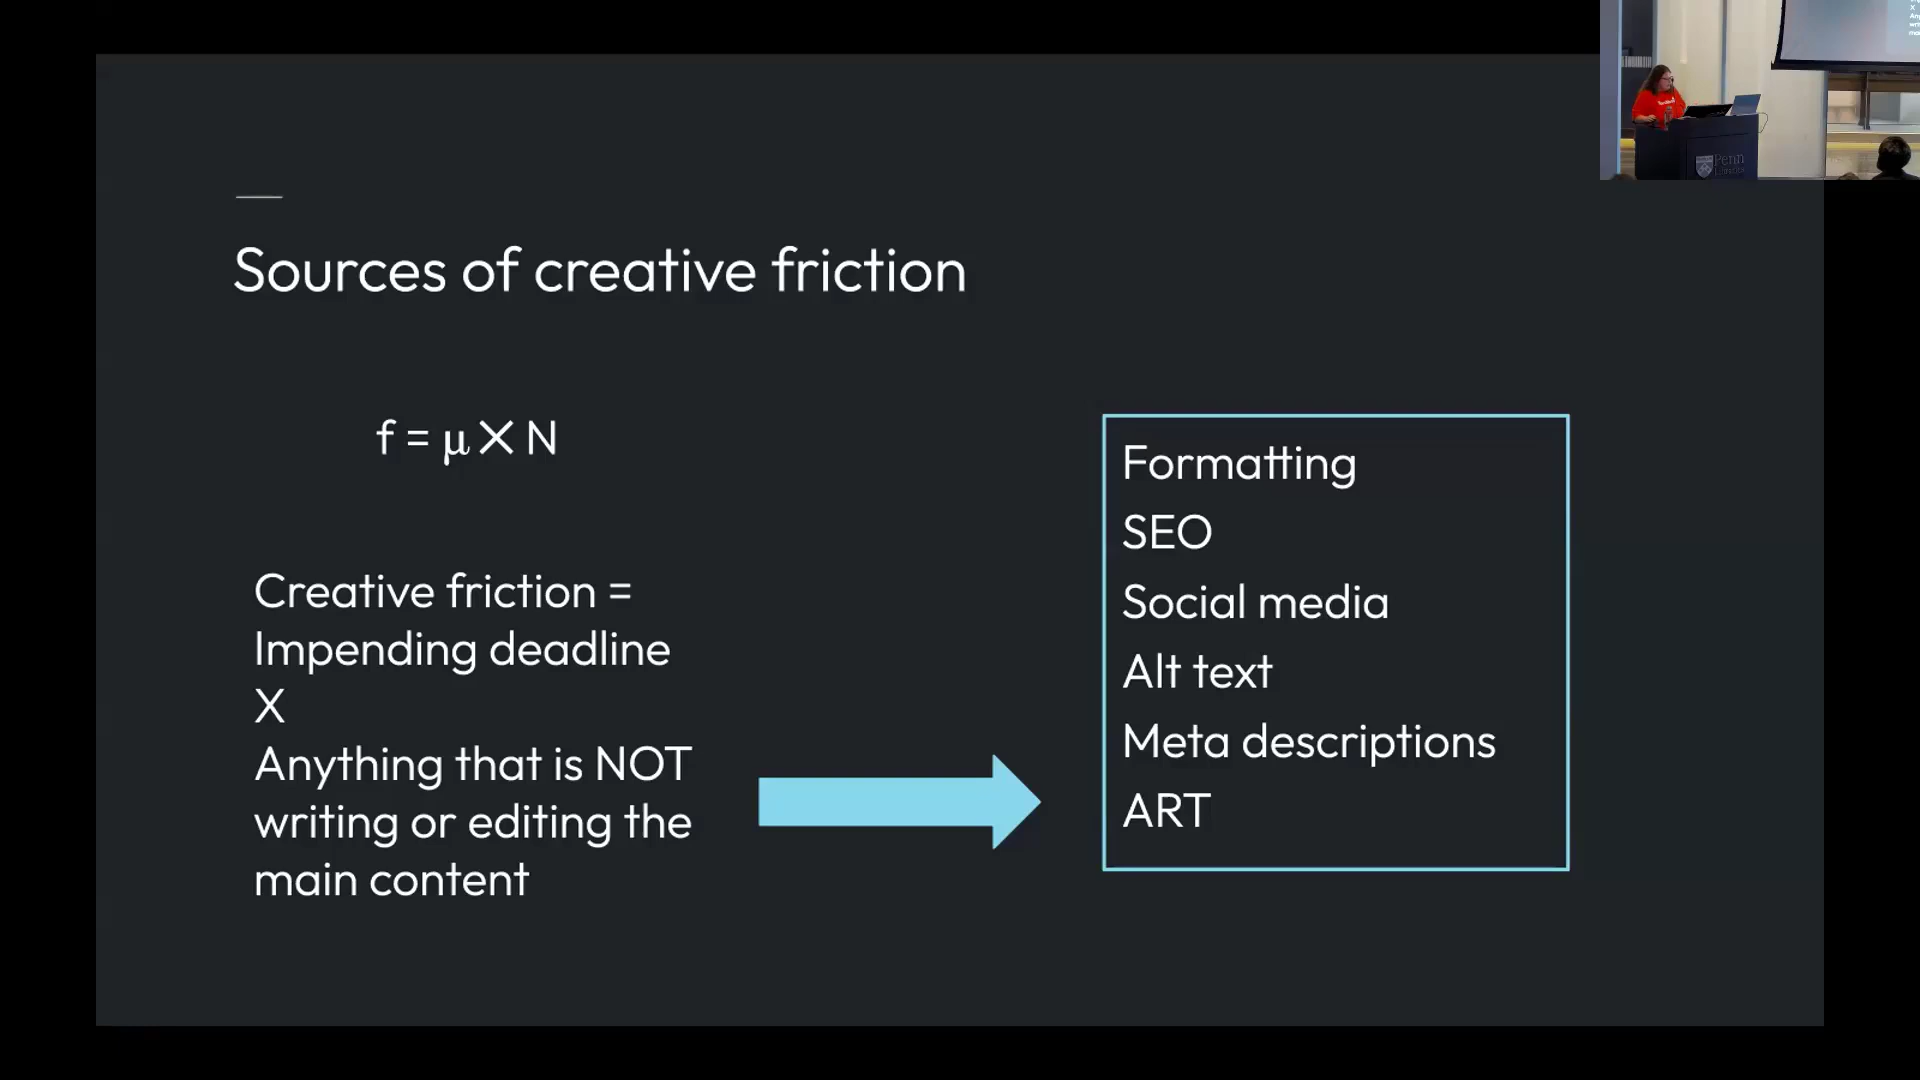 Sources of creative friction
f = μ X N
Creative friction =
Impending deadline
X
Anything that is NOT
writing or editing the
main content
Formatting
SEO
Social media
Alt text
Meta descriptions
ART
Penn